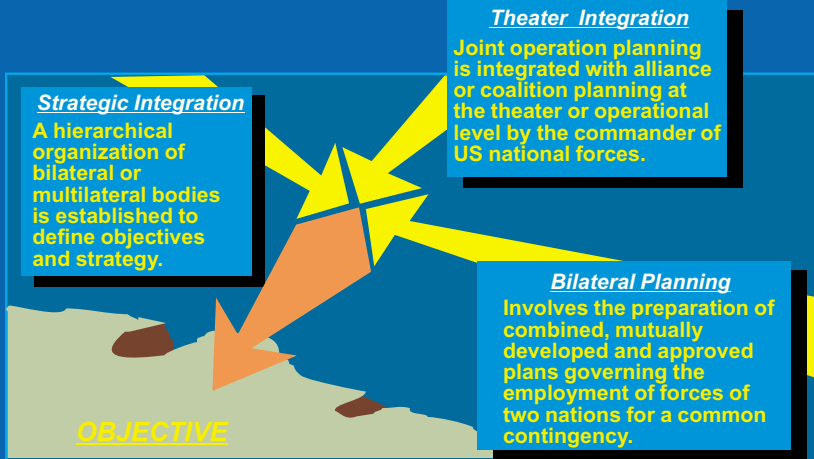 Theater Integration
Joint operation planning
is integrated with alliance
or coalition planning at
the theater or operational
level by the commander of
US national forces.
Strategic Integration
A hierarchical
organization of
bilateral or
multilateral bodies
is established to
define objectives
and strategy.
Bilateral Planning
Involves the preparation of
combined, mutually
developed and approved
plans governing the
employment of forces of
two nations for a common
contingency.
OBJECTIVE